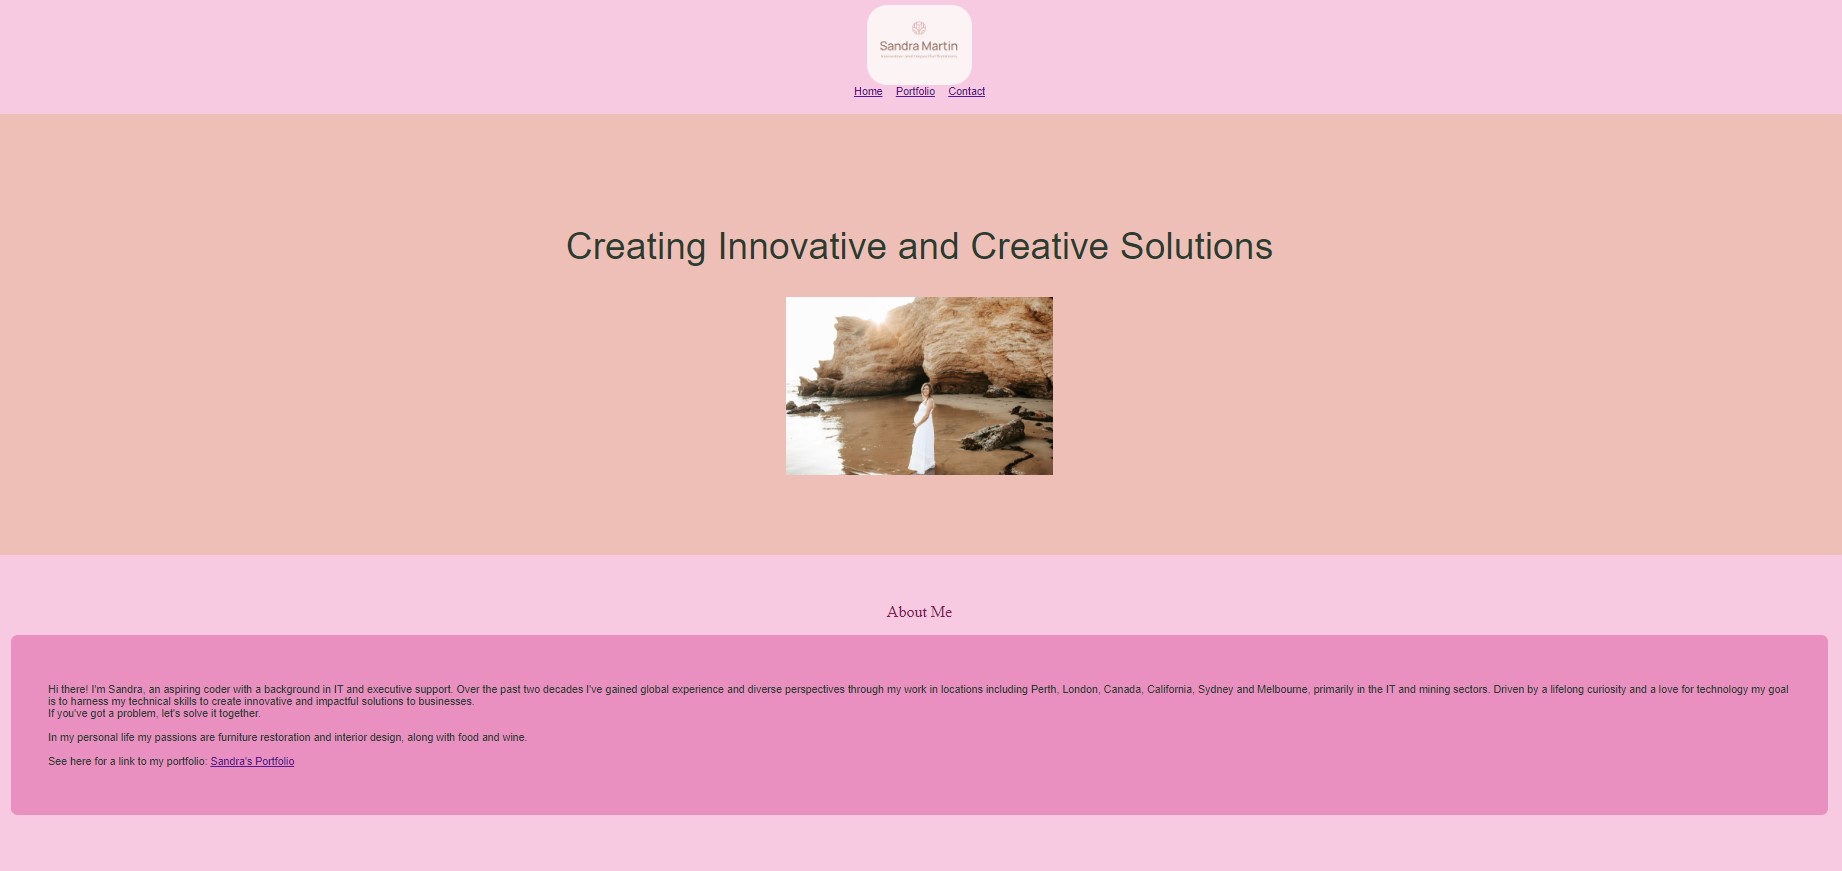 Sandra Martin
Home Portfolio Contact
Creating Innovative and Creative Solutions
About Me
Hi there! I'm Sandra, an aspiring coder with a background in IT and executive support. Over the past two decades I've gained global experience and diverse perspectives through my work in locations including Perth, London, Canada, California, Sydney and Melbourne, primarily in the IT and mining sectors. Driven by a lifelong curiosity and a love for technology my goal
is to harness my technical skills to create innovative and impactful solutions to businesses.
If you've got a problem, let's solve it together.
In my personal life my passions are furniture restoration and interior design, along with food and wine.
See here for a link to my portfolio: Sandra's Portfolio